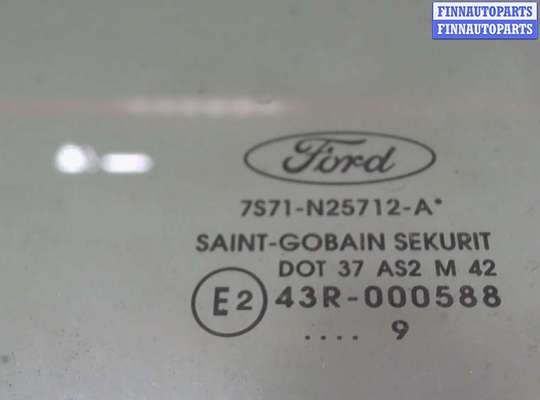 FINNAUTOPARTS
FINNAUTOPARTS
Ford
7S71-N25712-A*
SAINT-GOBAIN SEKURIT
DOT 37 AS2 M 42
E2 43R-000588
.... 9